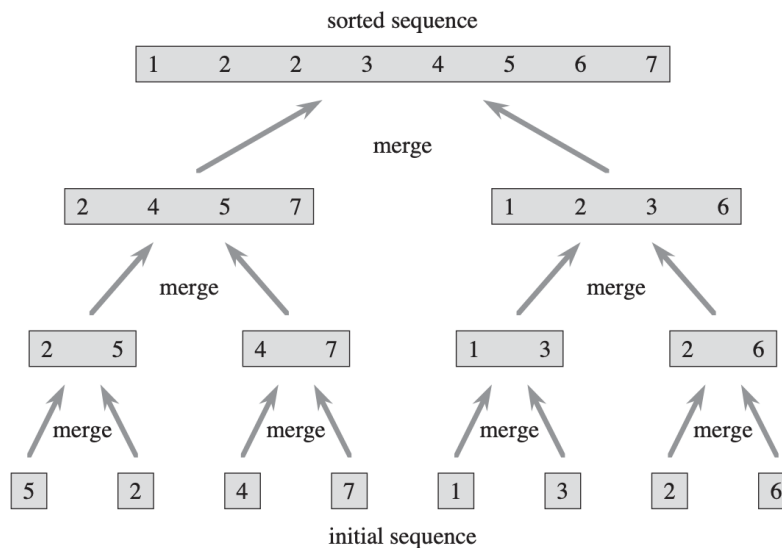 sorted sequence
1 2 2 3 4 5 6 7
merge
2 4 5 7
1 2 3 6
merge
merge
2 5
4 7
1 3
2 6
merge
merge
merge
merge
5
2
4
7
1
3
2
6
initial sequence